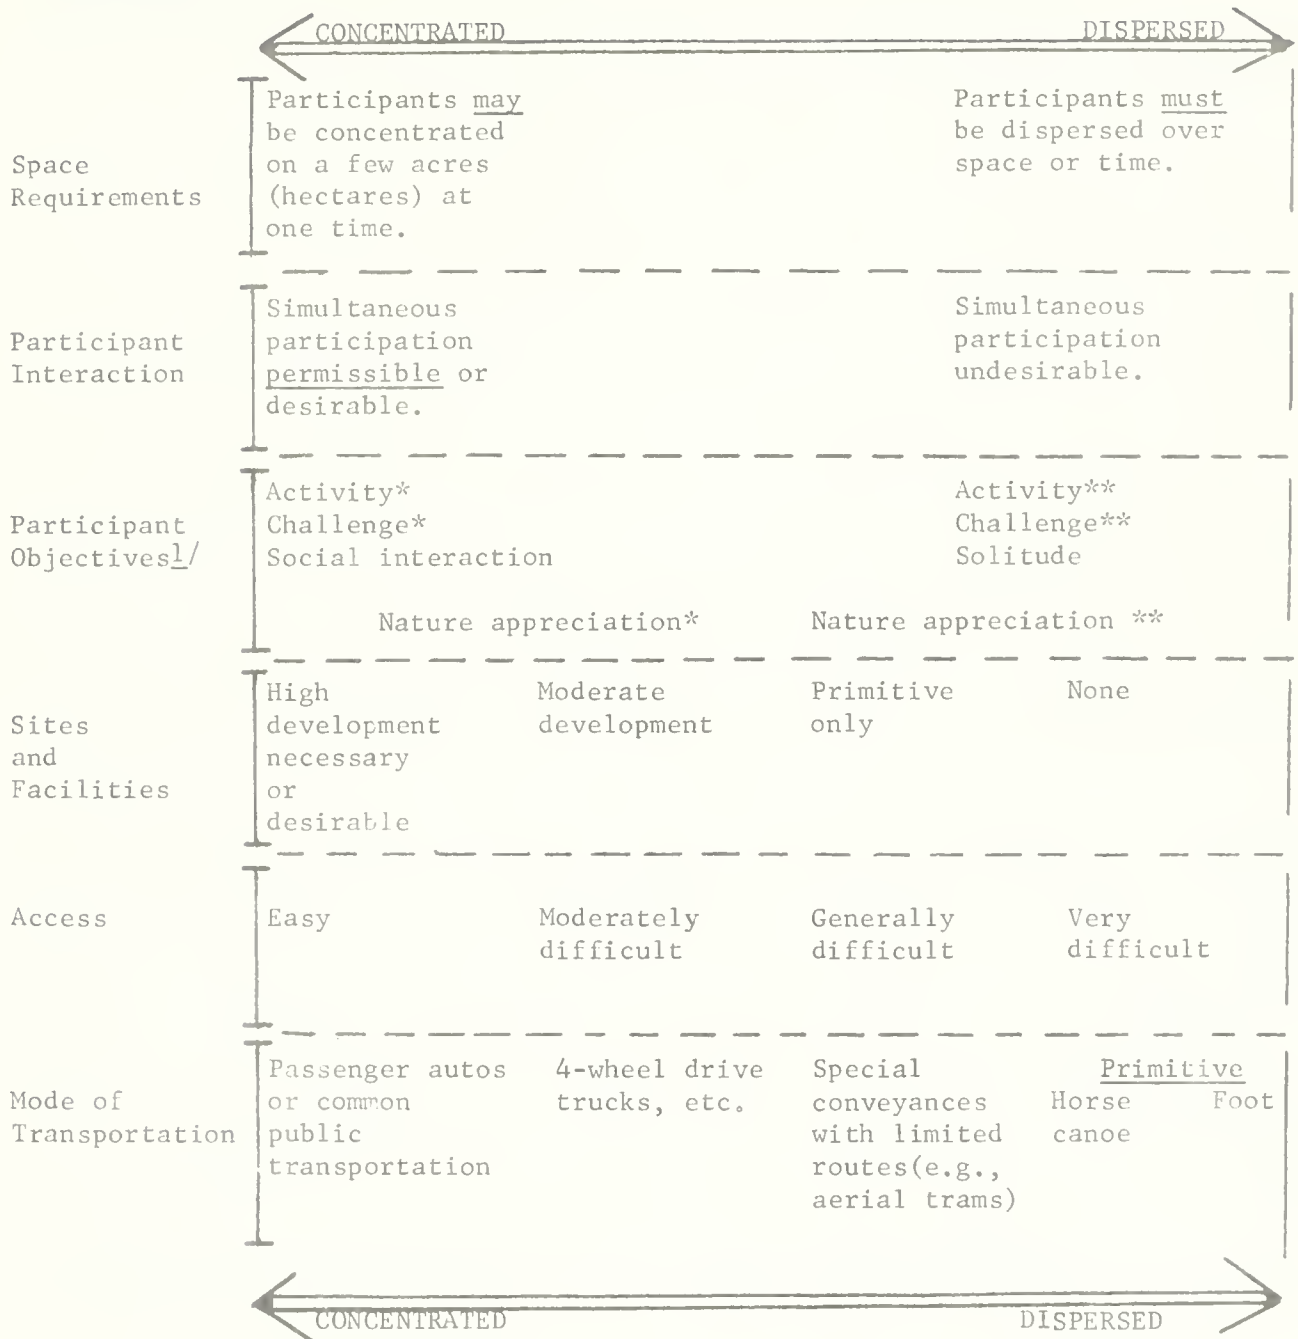 CONCENTRATED DISPERSED
Space
Requirements
Participants may
be concentrated
on a few acres
(hectares) at
one time.
Participants must
be dispersed over
space or time.
Participant
Interaction
Simultaneous
participation
permissible or
desirable.
Simultaneous
participation
undesirable.
Participant
Objectives1/
Activity*
Challenge*
Social interaction
Activity**
Challenge**
Solitude
Nature appreciation* Nature appreciation **
Sites
and
Facilities
High
development
necessary
or
desirable
Moderate
development
Primitive
only
None
Access
Easy
Moderately
difficult
Generally
difficult
Very
difficult
Mode of
Transportation
Passenger autos
or common
public
transportation
4-wheel drive
trucks, etc.
Special
conveyances
with limited
routes(e.g.,
aerial trams)
Primitive
Horse Foot
canoe
CONCENTRATED DISPERSED